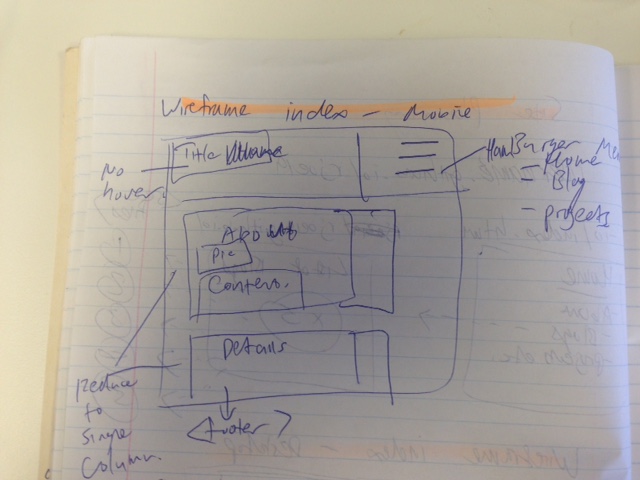 Wireframe index - Mobile
Title
HamBurger Menu
- Home
- Blog
- projects
No
hover.
About
Pic
Content.
Details
Reduce
to
single
column.
<footer>